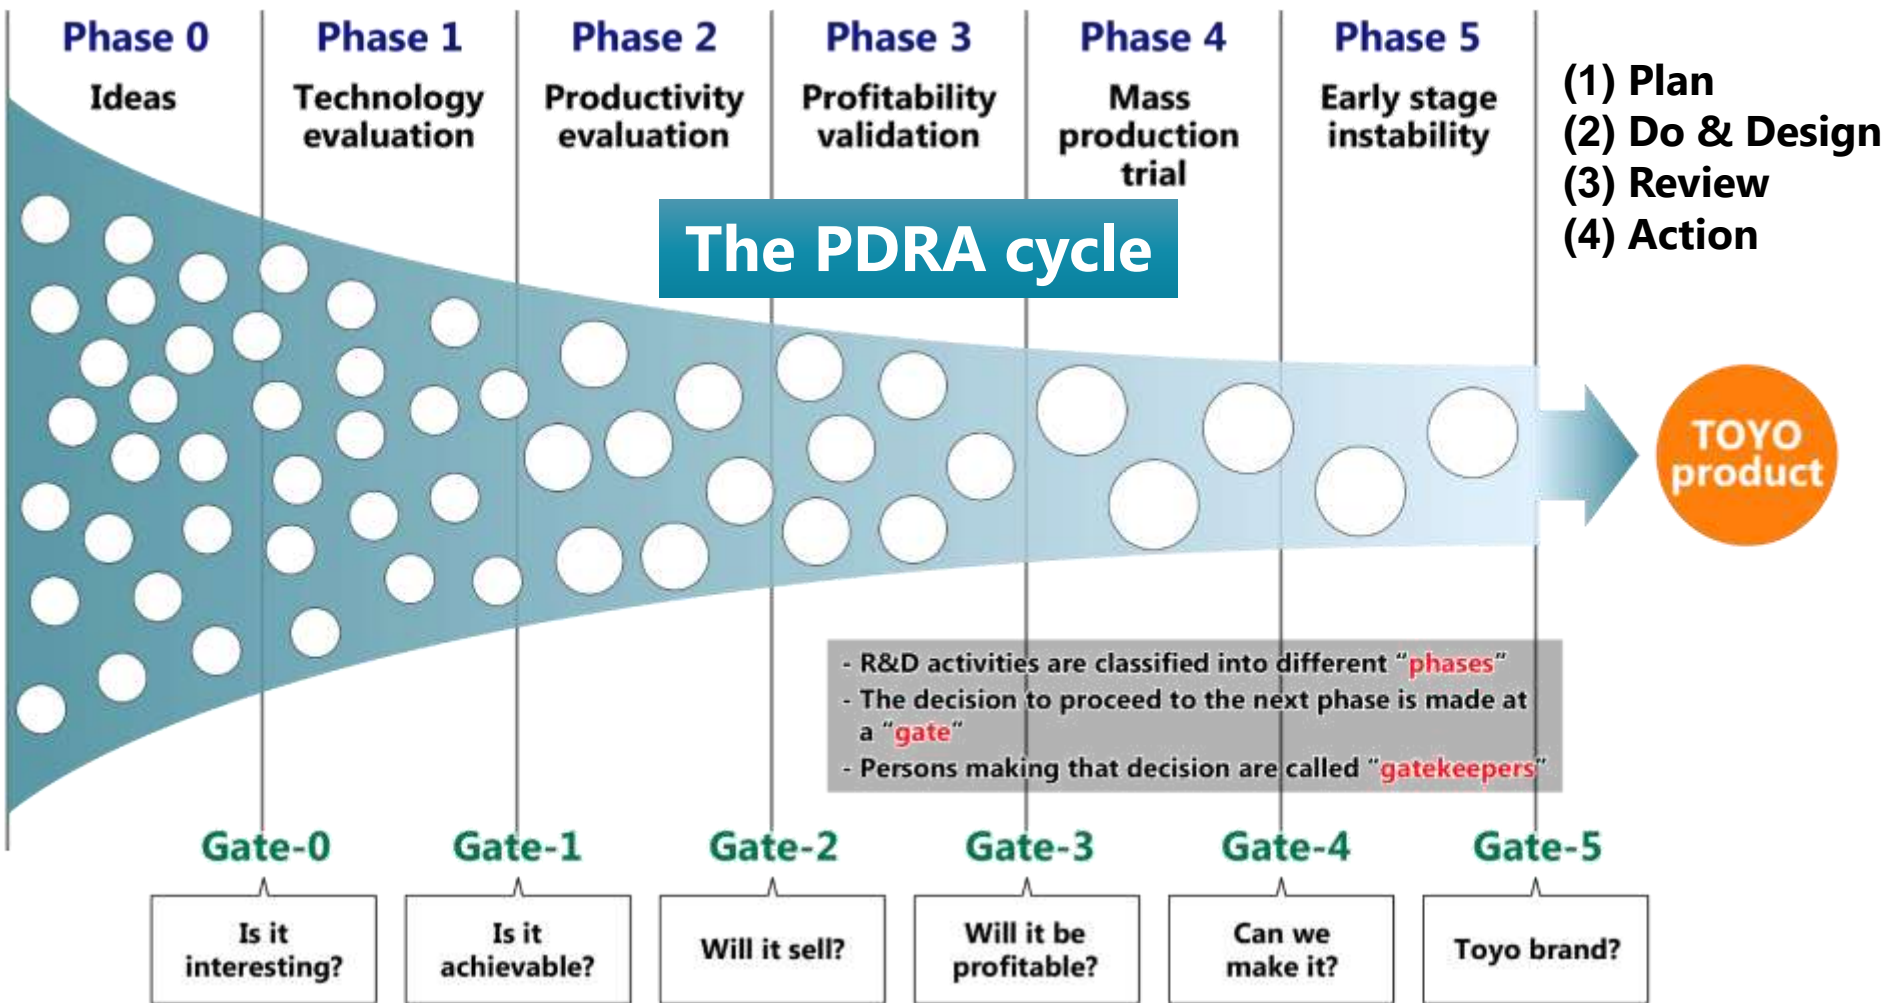 Phase 0
Phase 1
Phase 2
Phase 3
Phase 4
Phase 5
Ideas
Technology
evaluation
Productivity
evaluation
Profitability
validation
Mass
production
trial
Early stage
instability
(1) Plan
(2) Do & Design
(3) Review
(4) Action
The PDRA cycle
TOYO
product
- R&D activities are classified into different “phases”
- The decision to proceed to the next phase is made at
a “gate”
- Persons making that decision are called “gatekeepers”
Gate-0
Gate-1
Gate-2
Gate-3
Gate-4
Gate-5
Is it
interesting?
Is it
achievable?
Will it sell?
Will it be
profitable?
Can we
make it?
Toyo brand?